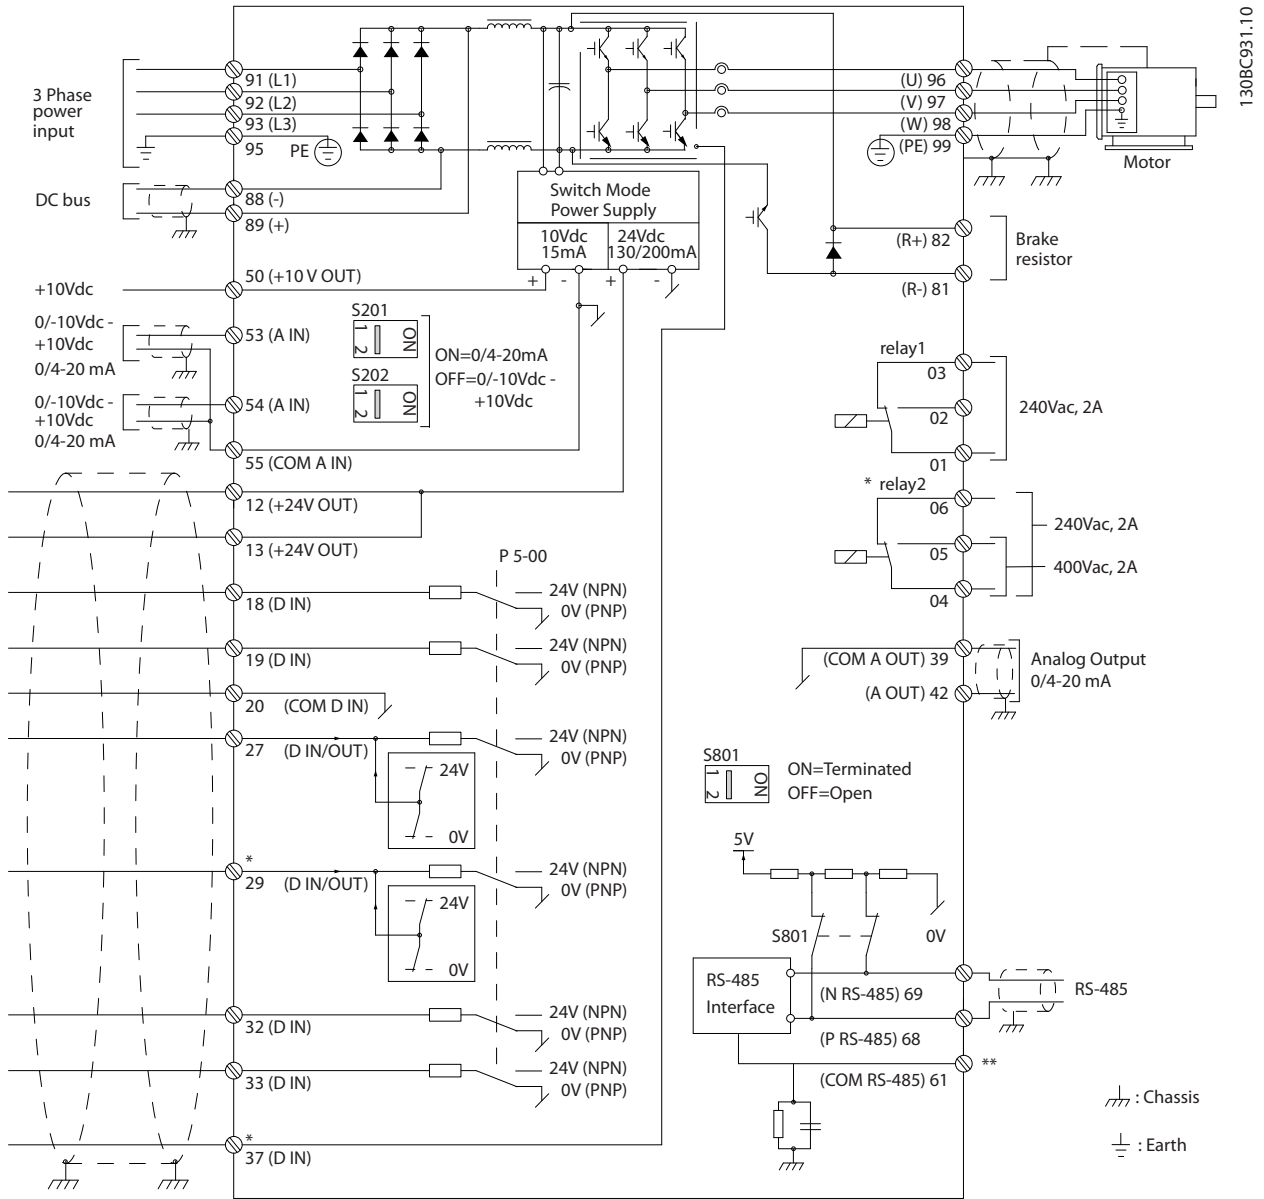 130BC931.10
3 Phase
power
input
91 (L1)
92 (L2)
93 (L3)
95
PE
DC bus
88 (-)
89 (+)
Switch Mode
Power Supply
10Vdc
15mA
24Vdc
130/200mA
+ - + -
(U) 96
(V) 97
(W) 98
(PE) 99
Motor
(R+) 82
(R-) 81
Brake
resistor
+10Vdc
50 (+10 V OUT)
0/-10Vdc -
+10Vdc
0/4-20 mA
53 (A IN)
S201
1 2
ON
S202
1 2
ON
ON=0/4-20mA
OFF=0/-10Vdc -
+10Vdc
0/-10Vdc -
+10Vdc
0/4-20 mA
54 (A IN)
55 (COM A IN)
12 (+24V OUT)
13 (+24V OUT)
relay1
03
02
01
240Vac, 2A
* relay2
06
05
04
240Vac, 2A
400Vac, 2A
P 5-00
18 (D IN)
24V (NPN)
0V (PNP)
19 (D IN)
24V (NPN)
0V (PNP)
20 (COM D IN)
27 (D IN/OUT)
24V (NPN)
0V (PNP)
24V
0V
*
29 (D IN/OUT)
24V (NPN)
0V (PNP)
24V
0V
32 (D IN)
24V (NPN)
0V (PNP)
33 (D IN)
24V (NPN)
0V (PNP)
*
37 (D IN)
(COM A OUT) 39
(A OUT) 42
Analog Output
0/4-20 mA
S801
1 2
ON
ON=Terminated
OFF=Open
5V
S801
0V
RS-485
Interface
(N RS-485) 69
(P RS-485) 68
(COM RS-485) 61
RS-485
**
: Chassis
: Earth